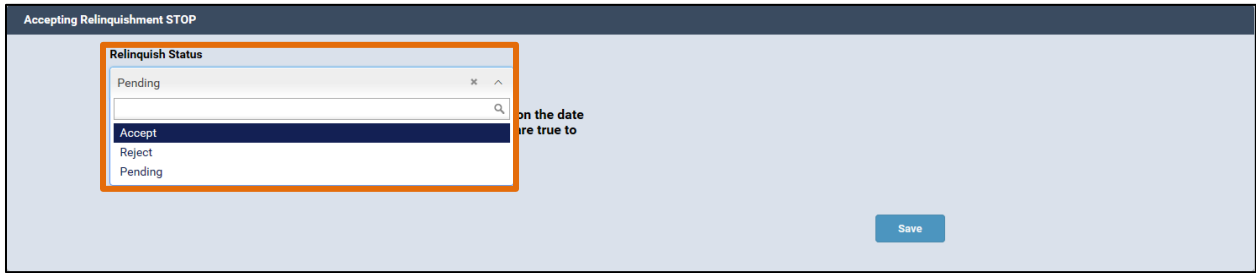 Accepting Relinquishment STOP
Relinquish Status
Pending
on the date
Accept
are true to
Reject
Pending
Save